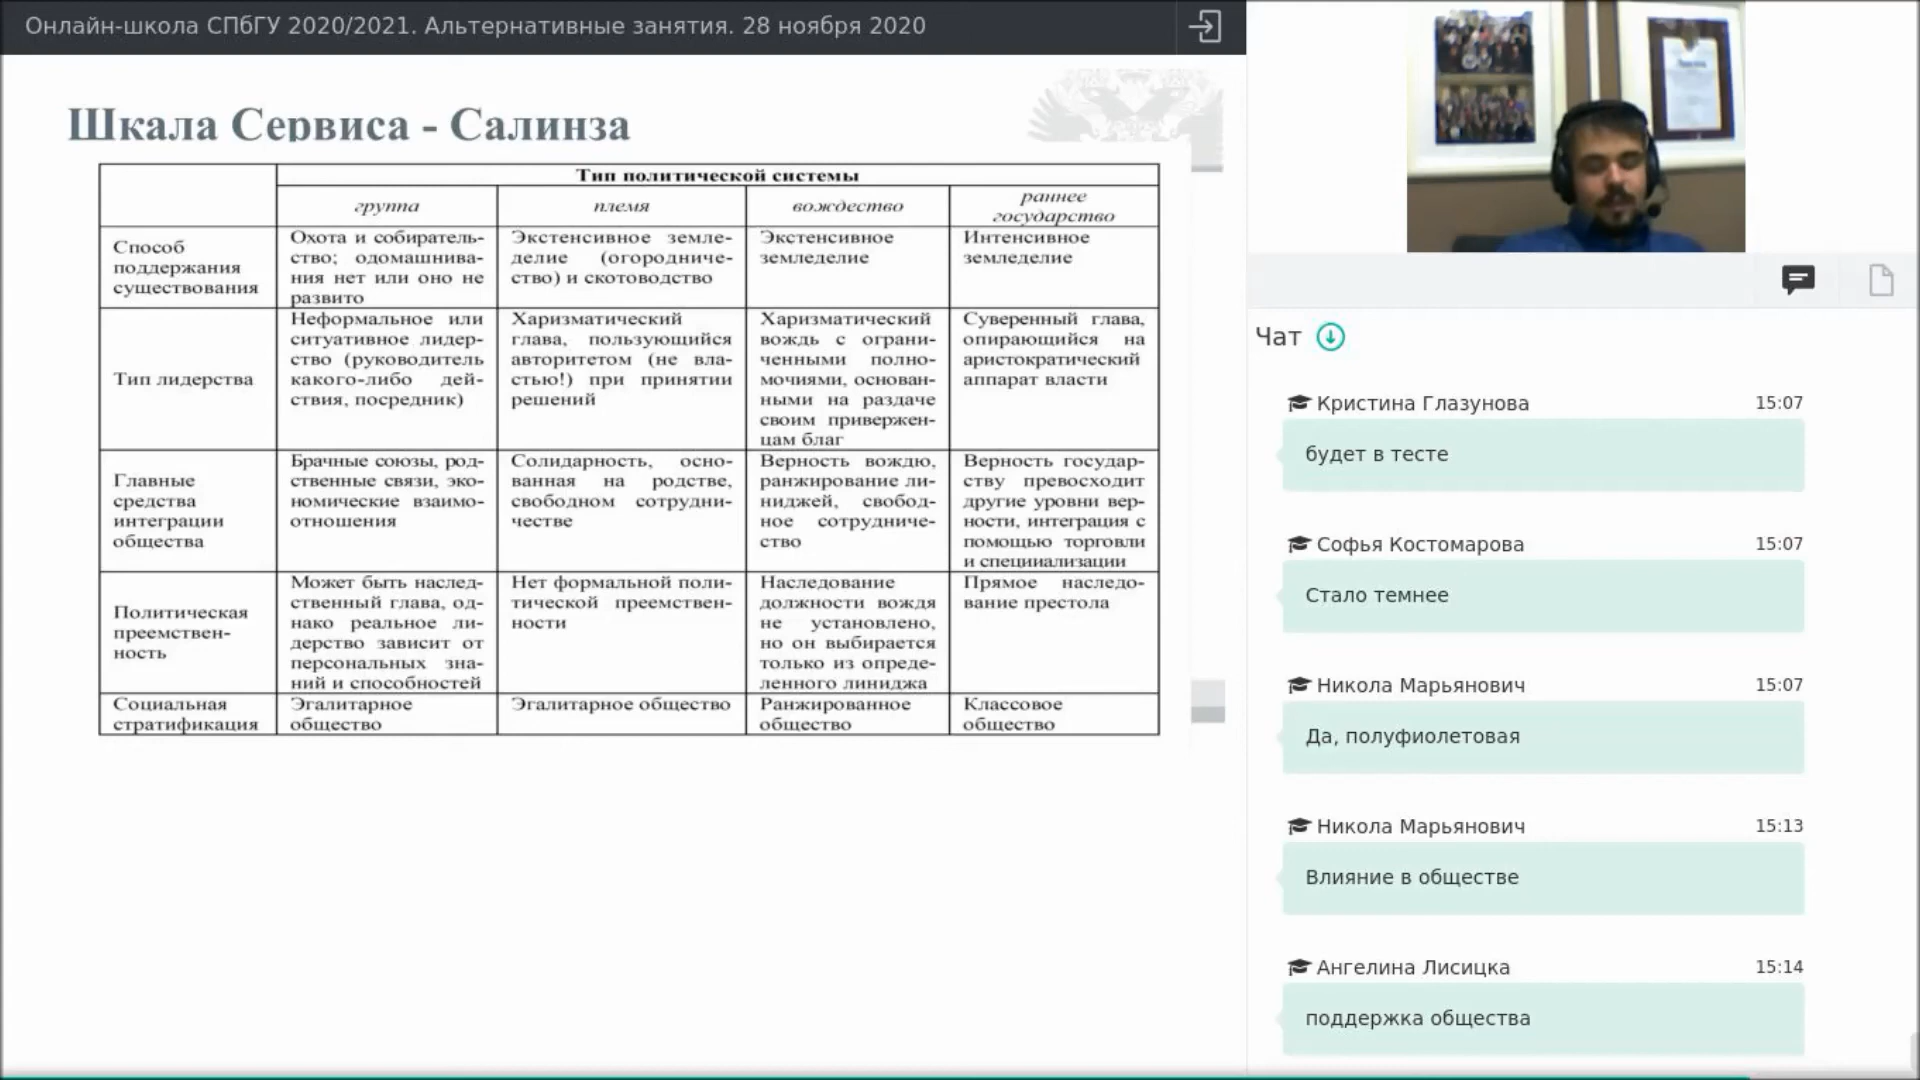 Онлайн-школа СПбГУ 2020/2021. Альтернативные занятия. 28 ноября 2020
Шкала Сервиса - Салинза
Тип политической системы
группа
племя
вождество
раннее
государство
Способ
поддержания
существования
Охота и собиратель-
ство; одомашнива-
ния нет или оно не
развито
Экстенсивное земле-
делие (огородниче-
ство) и скотоводство
Экстенсивное
земледелие
Интенсивное
земледелие
Тип лидерства
Неформальное или
ситуативное лидер-
ство (руководитель
какого-либо дей-
ствия, посредник)
Харизматический
глава, пользующийся
авторитетом (не вла-
стью!) при принятии
решений
Харизматический
вождь с ограни-
ченными полно-
мочиями, основан-
ными на раздаче
своим привержен-
цам благ
Суверенный глава,
опирающийся на
аристократический
аппарат власти
Главные
средства
интеграции
общества
Брачные союзы, род-
ственные связи, эко-
номические взаимо-
отношения
Солидарность, осно-
ванная на родстве,
свободном сотрудни-
честве
Верность вождю,
ранжирование ли-
ниджей, свобод-
ное сотрудниче-
ство
Верность государ-
ству превосходит
другие уровни вер-
ности, интеграция с
помощью торговли
и специиализации
Политическая
преемствен-
ность
Может быть наслед-
ственный глава, од-
нако реальное ли-
дерство зависит от
персональных зна-
ний и способностей
Нет формальной поли-
тической преемствен-
ности
Наследование
должности вождя
не установлено,
но он выбирается
только из опреде-
ленного линиджа
Прямое наследо-
вание престола
Социальная
стратификация
Эгалитарное
общество
Эгалитарное общество
Ранжированное
общество
Классовое
общество
Чат
Кристина Глазунова 15:07
будет в тесте
Софья Костомарова 15:07
Стало темнее
Никола Марьянович 15:07
Да, полуфиолетовая
Никола Марьянович 15:13
Влияние в обществе
Ангелина Лисицка 15:14
поддержка общества